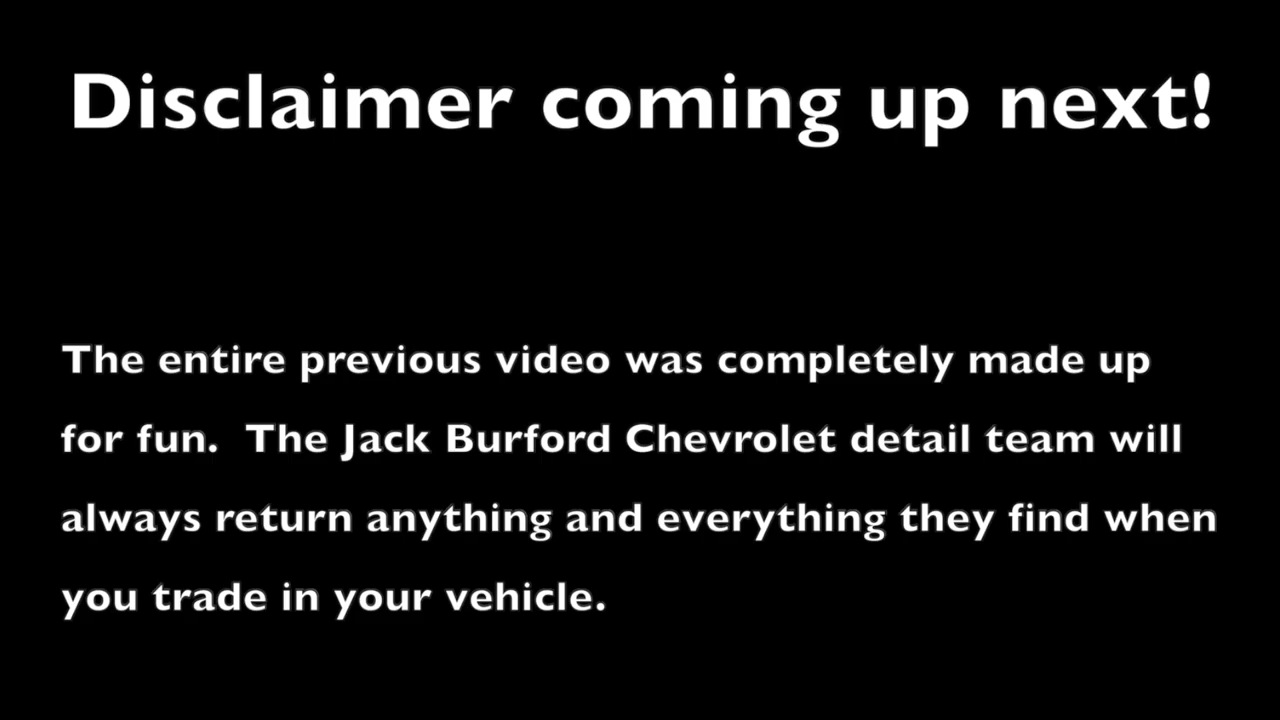 Disclaimer coming up next!
The entire previous video was completely made up
for fun.  The Jack Burford Chevrolet detail team will
always return anything and everything they find when
you trade in your vehicle.